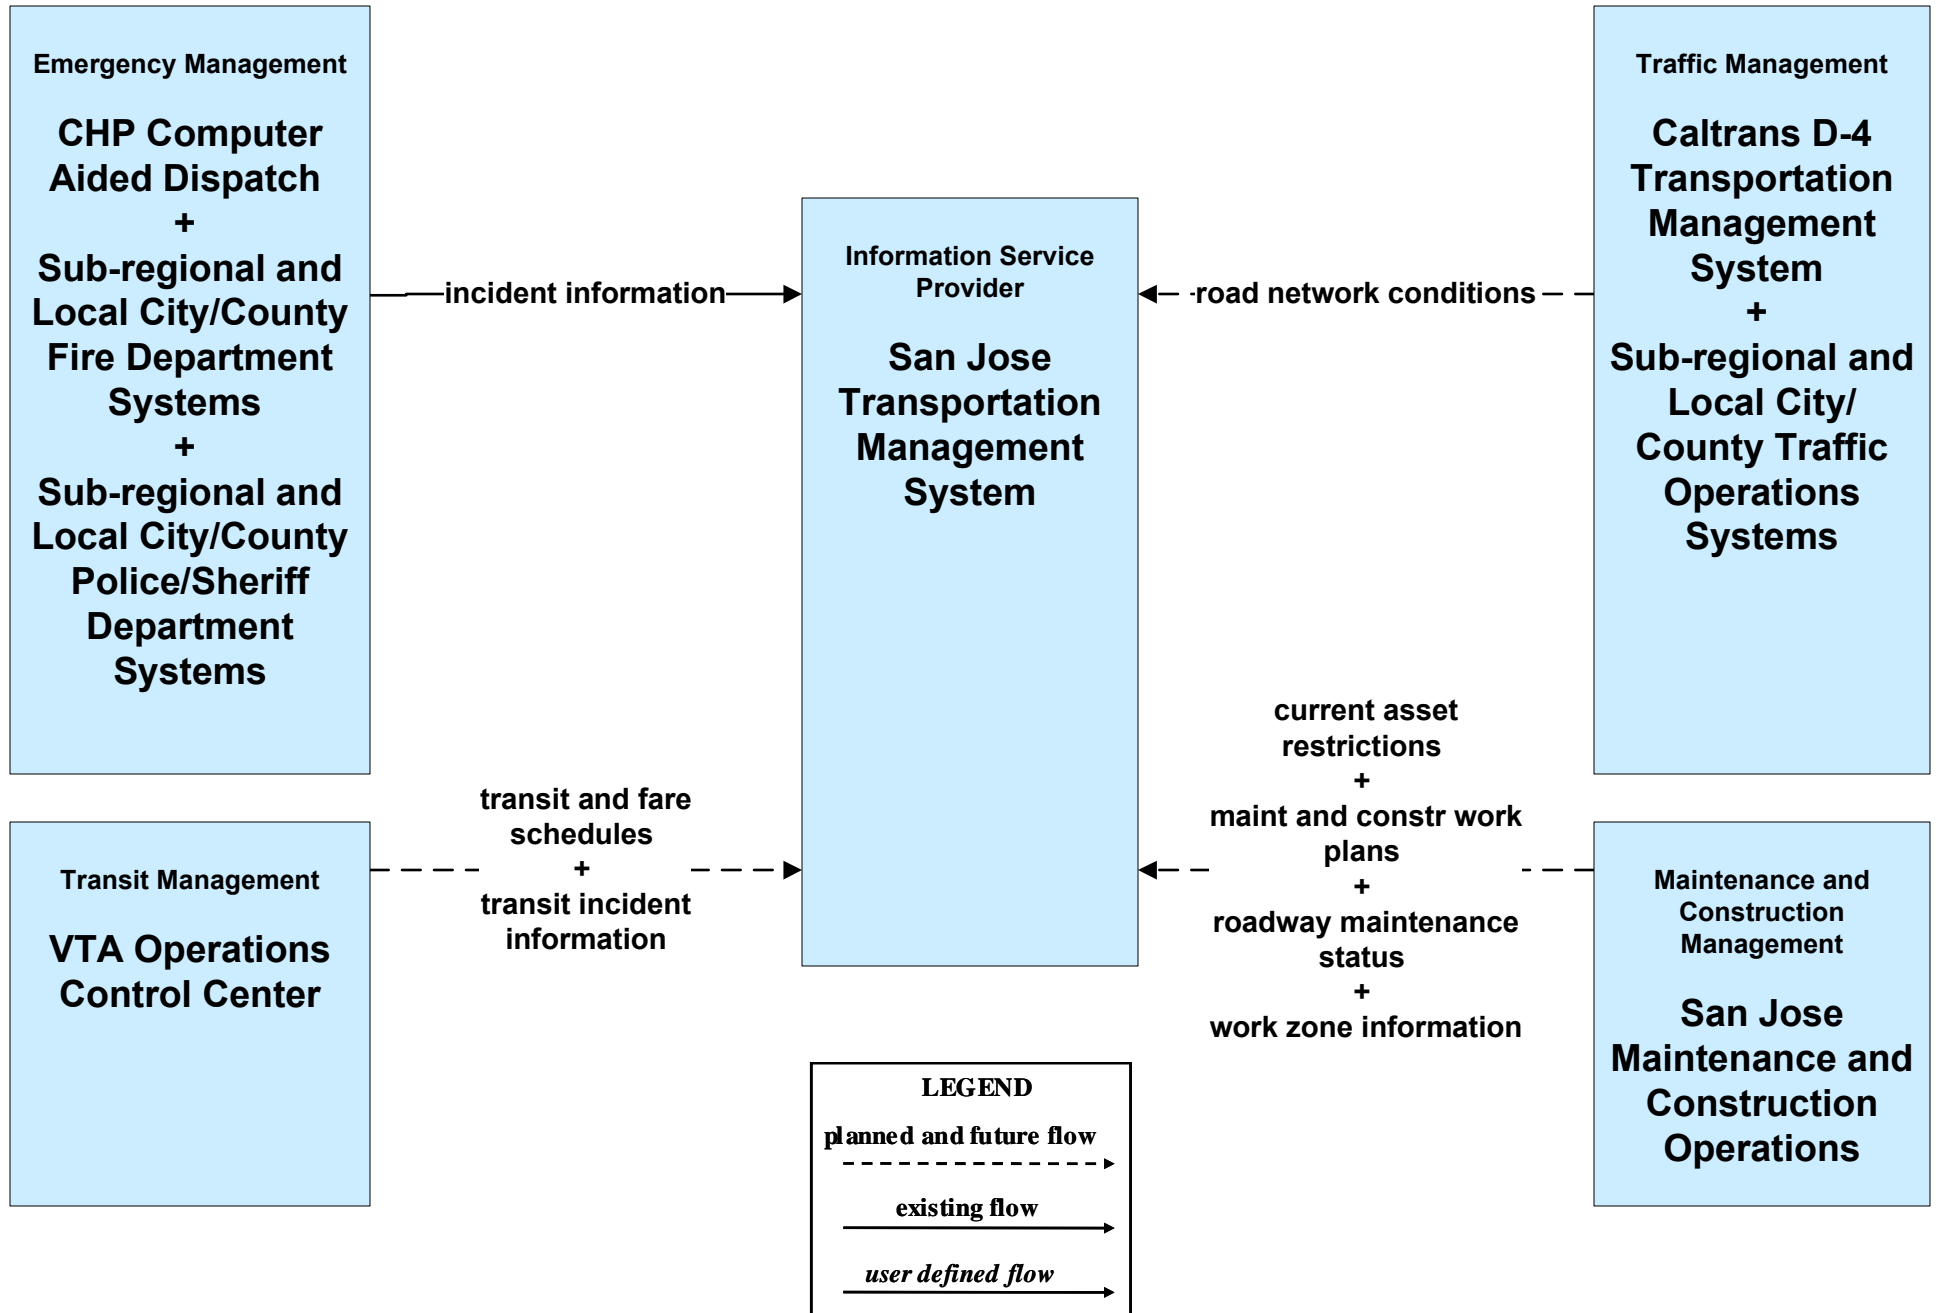 Emergency Management
CHP Computer
Aided Dispatch
+
Sub-regional and
Local City/County
Fire Department
Systems
+
Sub-regional and
Local City/County
Police/Sheriff
Department
Systems
incident information
Information Service
Provider
San Jose
Transportation
Management
System
road network conditions
Traffic Management
Caltrans D-4
Transportation
Management
System
+
Sub-regional and
Local City/
County Traffic
Operations
Systems
Transit Management
VTA Operations
Control Center
transit and fare
schedules
+
transit incident
information
current asset
restrictions
+
maint and constr work
plans
+
roadway maintenance
status
+
work zone information
Maintenance and
Construction
Management
San Jose
Maintenance and
Construction
Operations
LEGEND
planned and future flow
existing flow
user defined flow